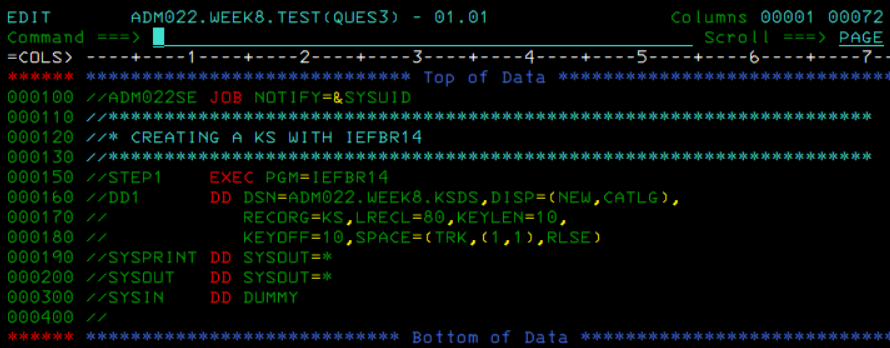 EDIT       ADM022.WEEK8.TEST(QUES3) - 01.01                 Columns 00001 00072
Command ===>                                                  Scroll ===> PAGE
=COLS> ----+----1----+----2----+----3----+----4----+----5----+----6----+----7--
****** ***************************** Top of Data ******************************
000100 //ADM022SE JOB NOTIFY=&SYSUID
000110 //********************************************************************
000120 //* CREATING A KS WITH IEFBR14
000130 //********************************************************************
000150 //STEP1    EXEC PGM=IEFBR14
000160 //DD1      DD DSN=ADM022.WEEK8.KSDS,DISP=(NEW,CATLG),
000170 //            RECORG=KS,LRECL=80,KEYLEN=10,
000180 //            KEYOFF=10,SPACE=(TRK,(1,1),RLSE)
000190 //SYSPRINT DD SYSOUT=*
000200 //SYSOUT   DD SYSOUT=*
000300 //SYSIN    DD DUMMY
000400 //
****** **************************** Bottom of Data ****************************